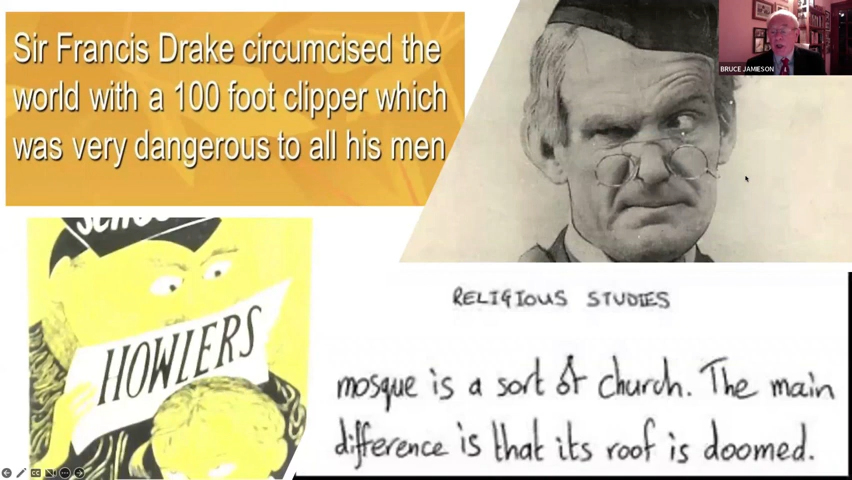 Sir Francis Drake circumcised the
world with a 100 foot clipper which
was very dangerous to all his men
BRUCE JAMIESON
HOWLERS
RELIGIOUS STUDIES
mosque is a sort of church. The main
difference is that its roof is doomed.